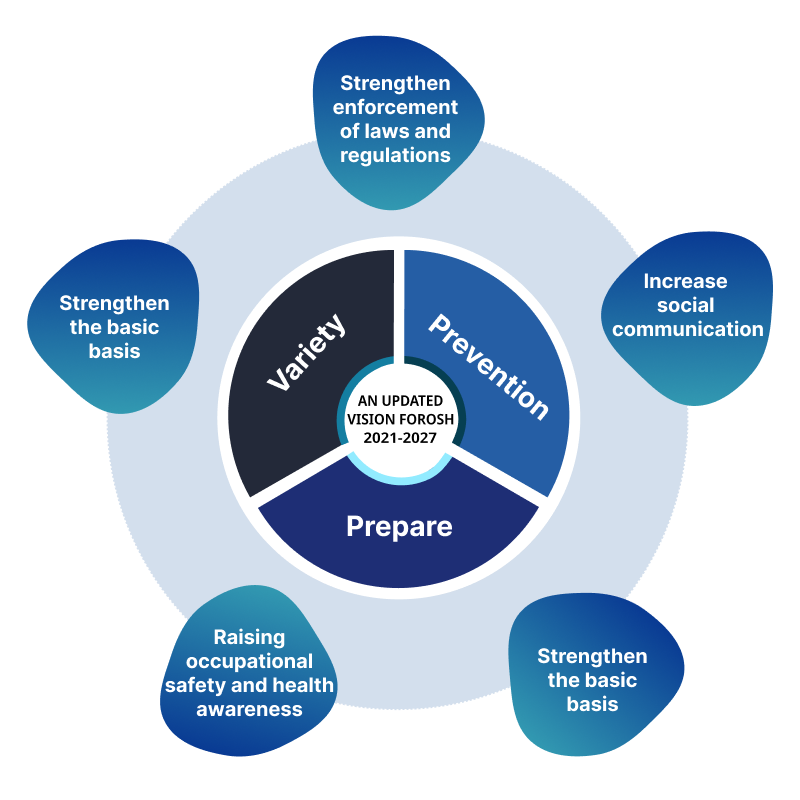 Strengthen
enforcement
of laws and
regulations
Strengthen
the basic
basis
Increase
social
communication
Variety
Prevention
AN UPDATED
VISION FOROSH
2021-2027
Prepare
Raising
occupational
safety and health
awareness
Strengthen
the basic
basis